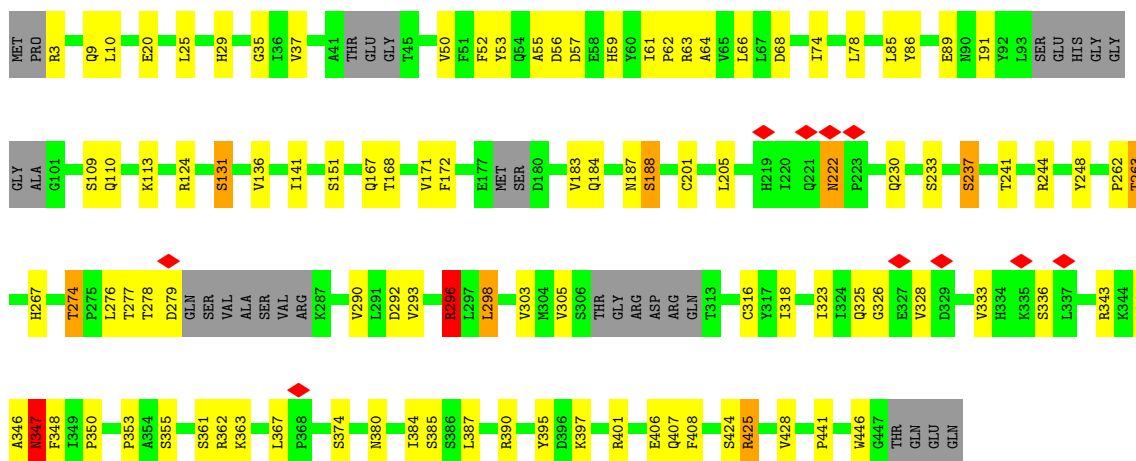 MET PRO R3 Q9 L10 E20 L25 H29 G35 I36 V37 A41 THR GLU GLY T45 V50 F51 F52 Y53 Q54 A55 D56 D57 E58 H59 Y60 I61 P62 R63 A64 V65 L66 L67 D68 I74 L78 L85 Y86 E89 N90 I91 Y92 L93 SER GLU HIS GLY GLY
GLY ALA G101 S109 Q110 K113 R124 S131 V136 I141 S151 Q167 T168 V171 F172 E177 MET SER D180 V183 Q184 N187 S188 C201 L205 H219 I220 Q221 N222 P223 Q230 S233 S237 T241 R244 Y248 P262 T263
H267 T274 P275 L276 T277 T278 D279 GLN SER VAL ALA SER VAL ARG K287 V290 L291 D292 V293 R296 L297 L298 V303 M304 V305 S306 THR GLY ARG ASP ARG GLN T313 C316 Y317 I318 I323 I324 Q325 G326 E327 V328 D329 V333 H334 K335 S336 L337 R343 K344
A346 N347 F348 I349 P350 P353 A354 S355 S361 R362 K363 L367 P368 S374 N380 I384 S385 S386 L387 R390 Y395 D396 K397 R401 E406 Q407 F408 S424 R425 V428 P441 W446 G447 THR GLN GLU GLN